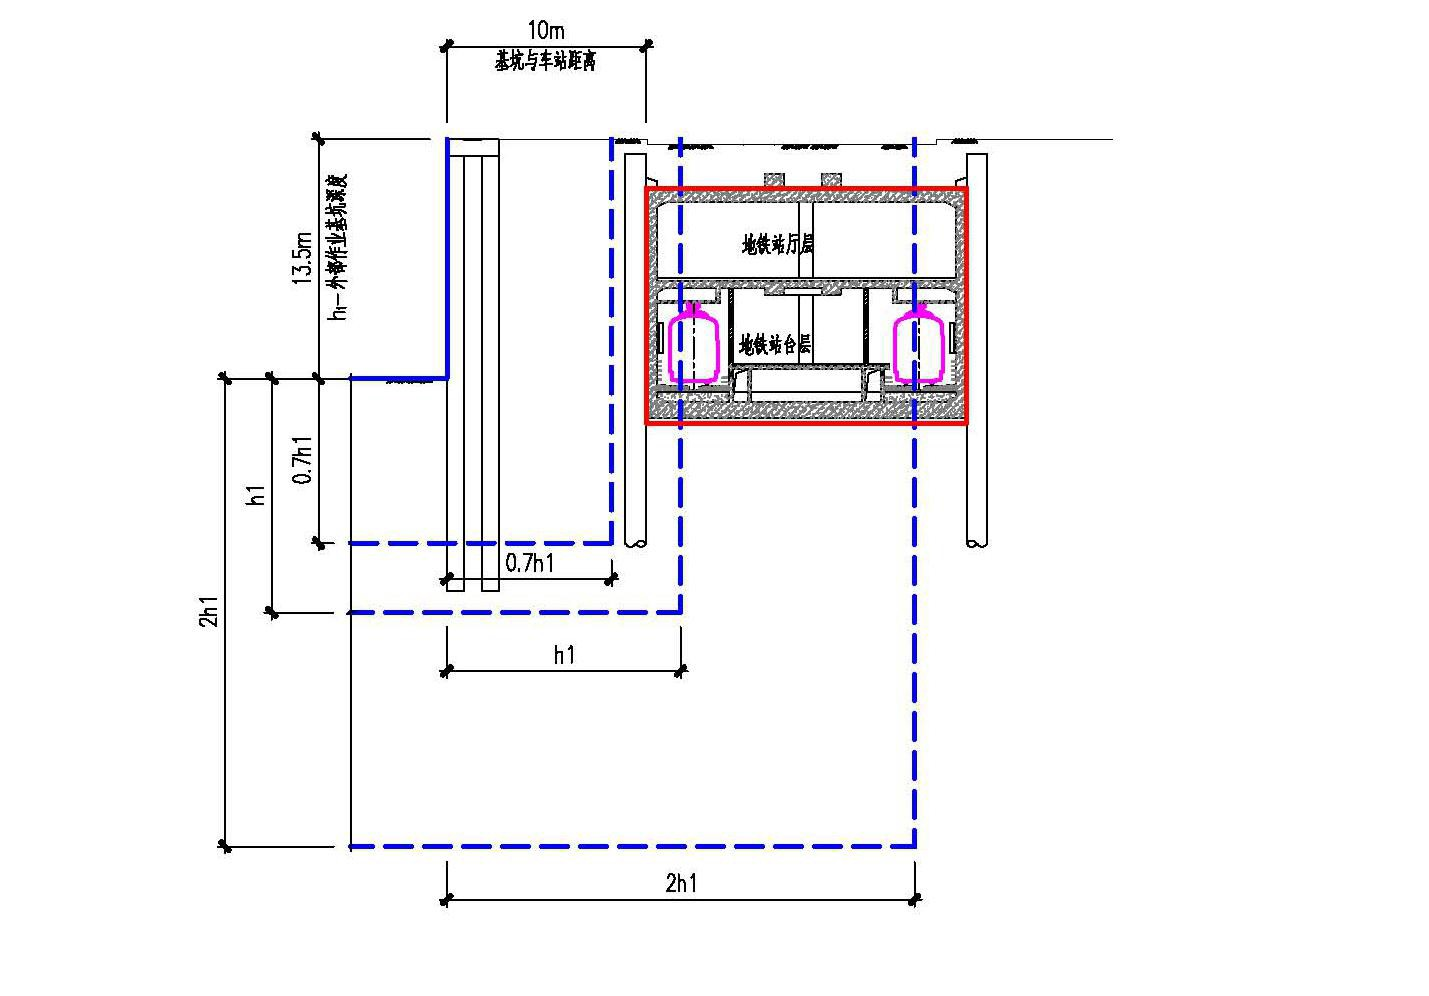 10m
基坑与车站距离
13.5m
h1-外部作业基坑深度
地铁站厅层
地铁站台层
0.7h1
h1
2h1
0.7h1
h1
2h1